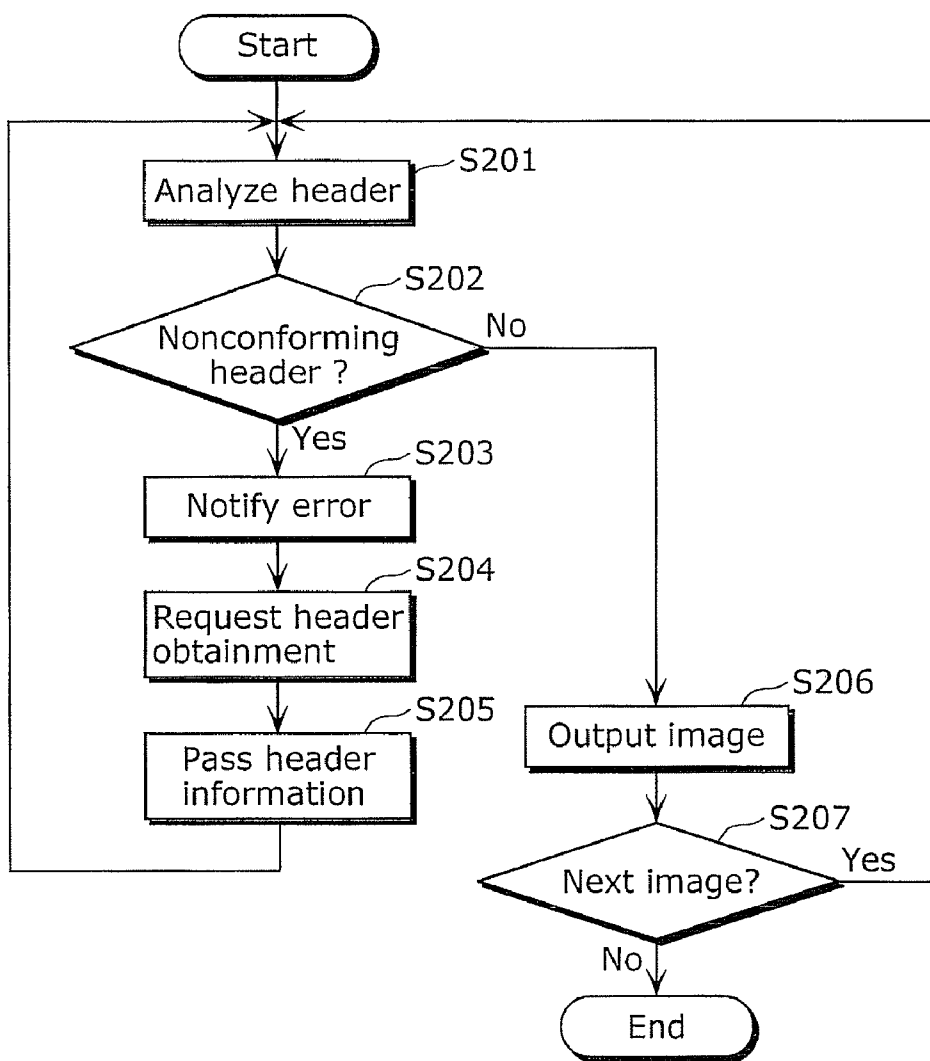 Start
S201
Analyze header
S202
Nonconforming
header ?
No
Yes
S203
Notify error
S204
Request header
obtainment
S205
Pass header
information
S206
Output image
S207
Next image?
Yes
No
End